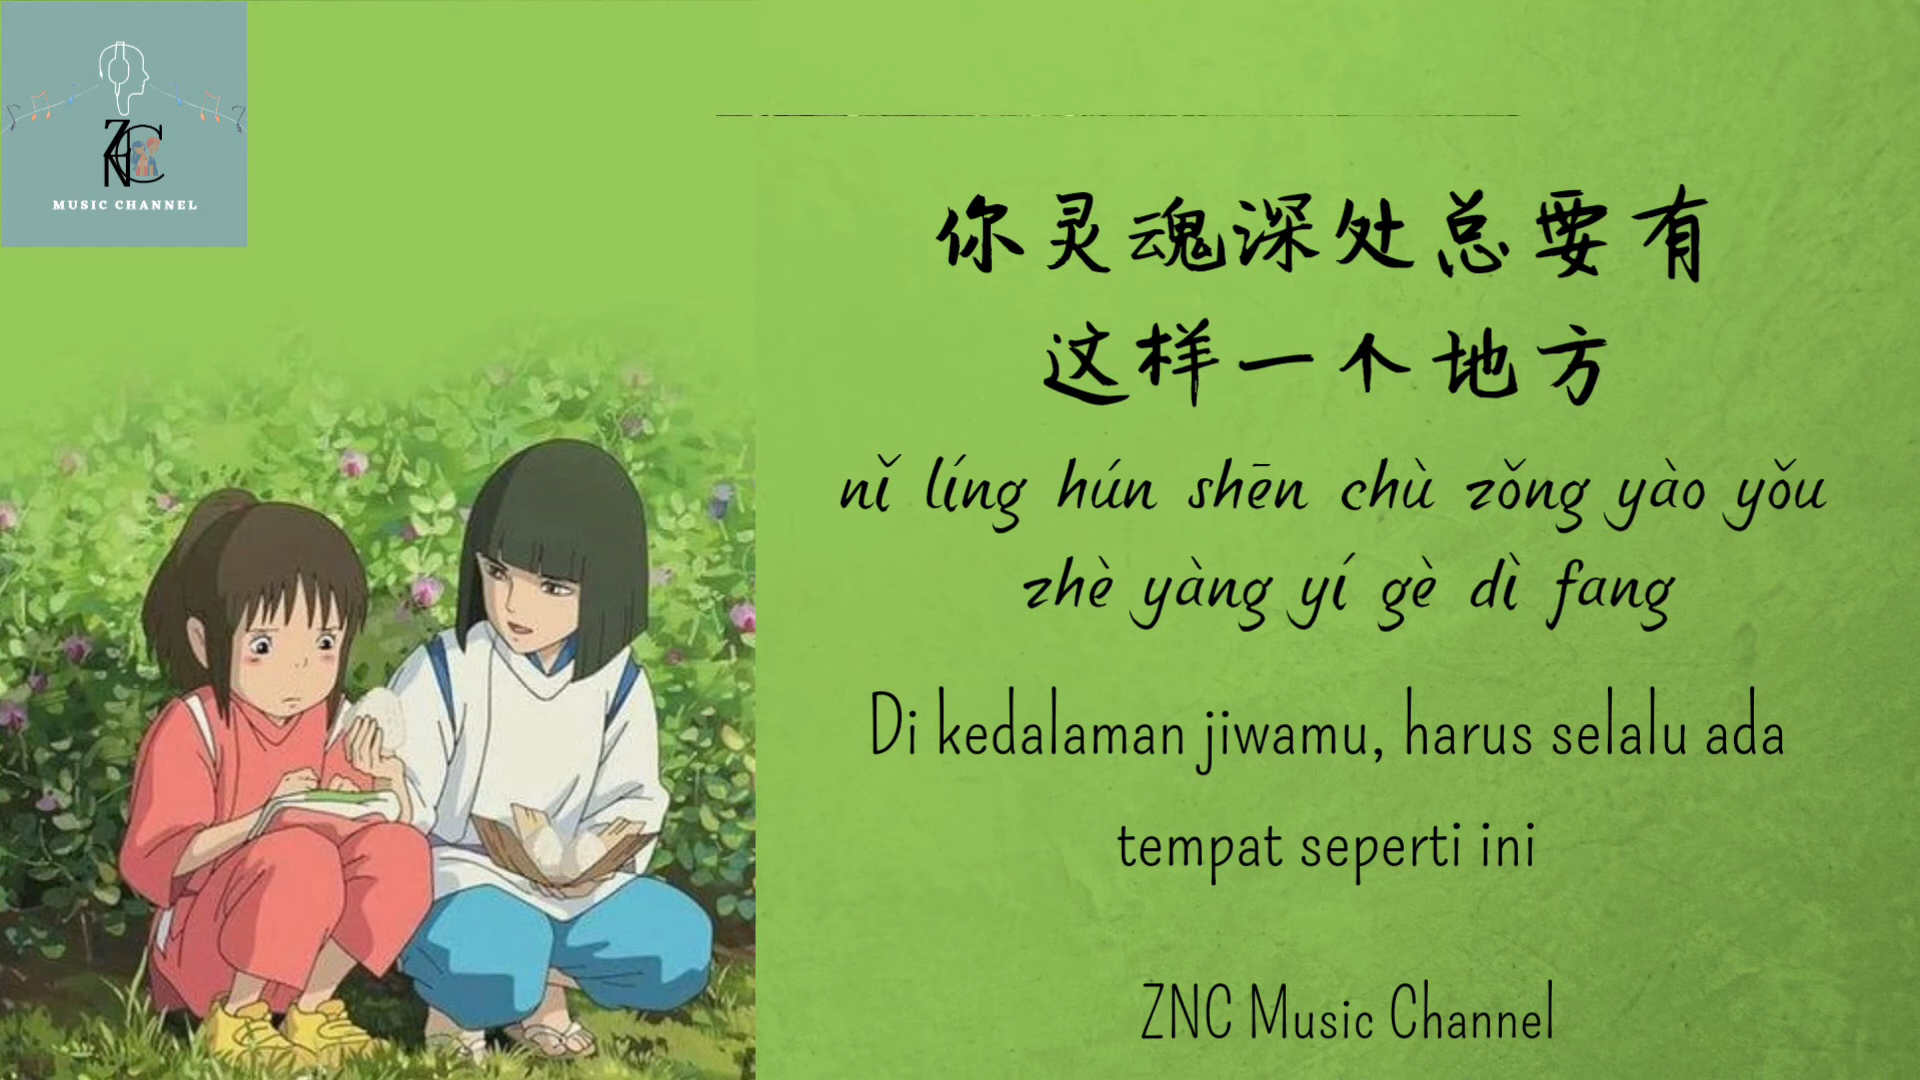 ZNC
MUSIC CHANNEL
你灵魂深处总要有
这样一个地方
nǐ líng hún shēn chù zǒng yào yǒu
zhè yàng yí gè dì fang
Di kedalaman jiwamu, harus selalu ada
tempat seperti ini
ZNC Music Channel